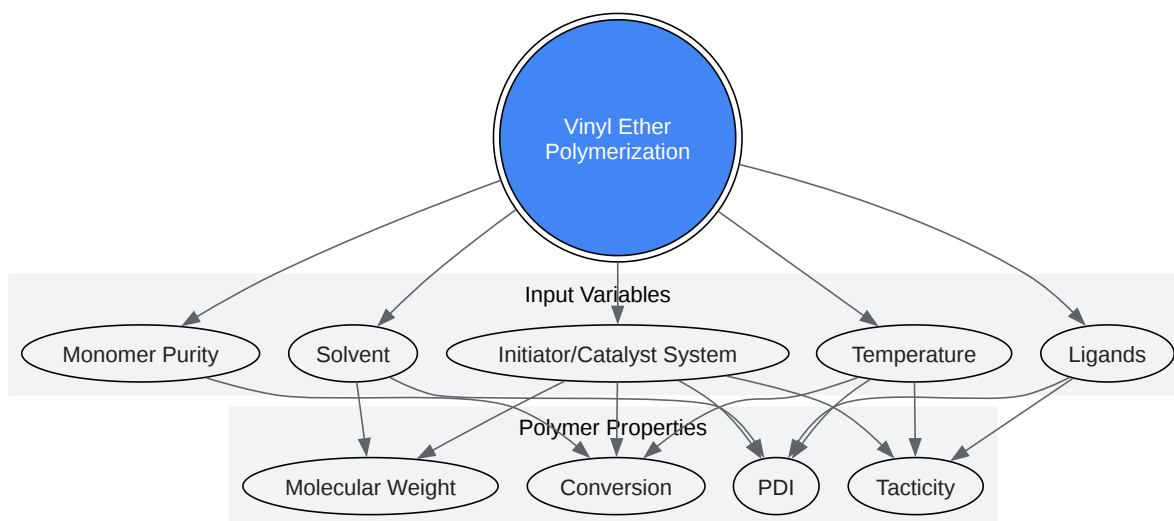 Vinyl Ether
Polymerization
Input Variables
Monomer Purity
Solvent
Initiator/Catalyst System
Temperature
Ligands
Polymer Properties
Molecular Weight
Conversion
PDI
Tacticity